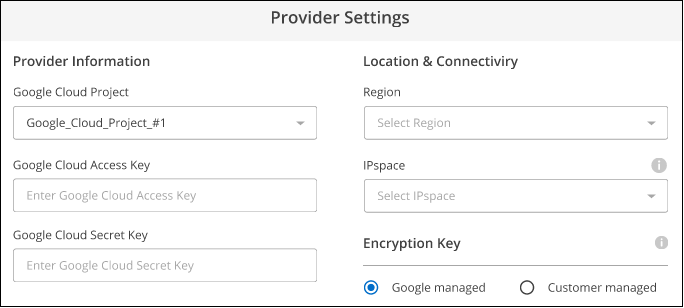 Provider Settings
Provider Information
Google Cloud Project
Google_Cloud_Project_#1
Google Cloud Access Key
Enter Google Cloud Access Key
Google Cloud Secret Key
Enter Google Cloud Secret Key
Location & Connectiviry
Region
Select Region
IPspace
Select IPspace
Encryption Key
Google managed
Customer managed